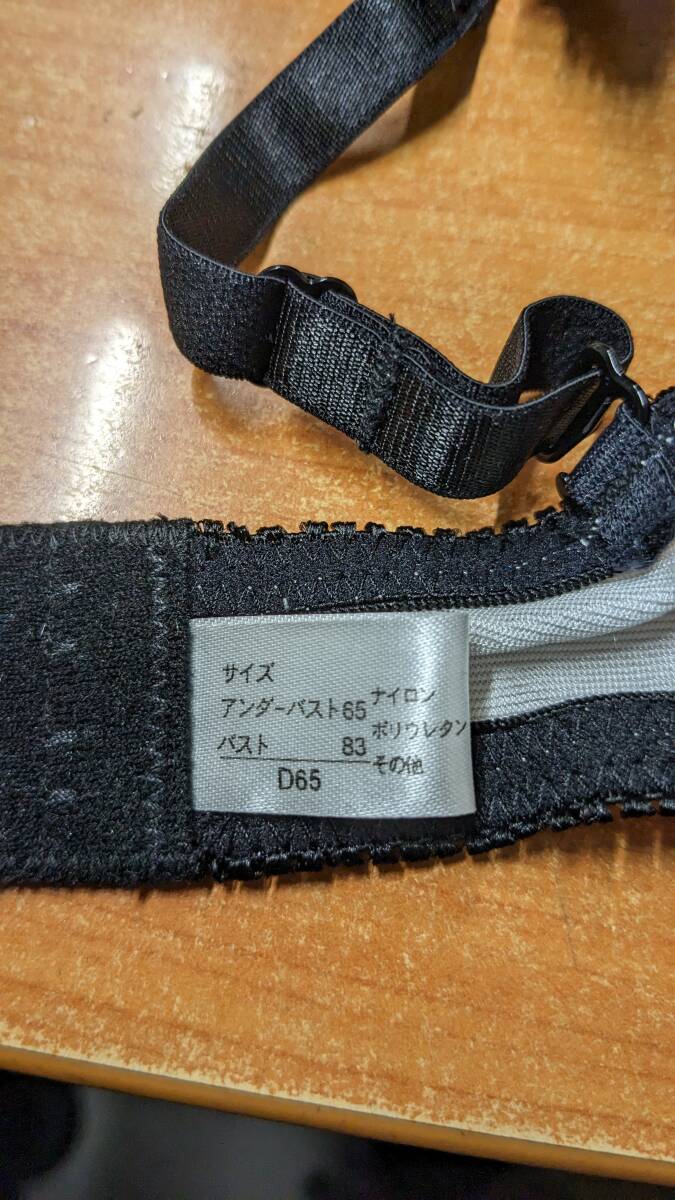 サイズ
アンダーバスト65
バスト 83
D65
ナイロン
ポリウレタン
その他